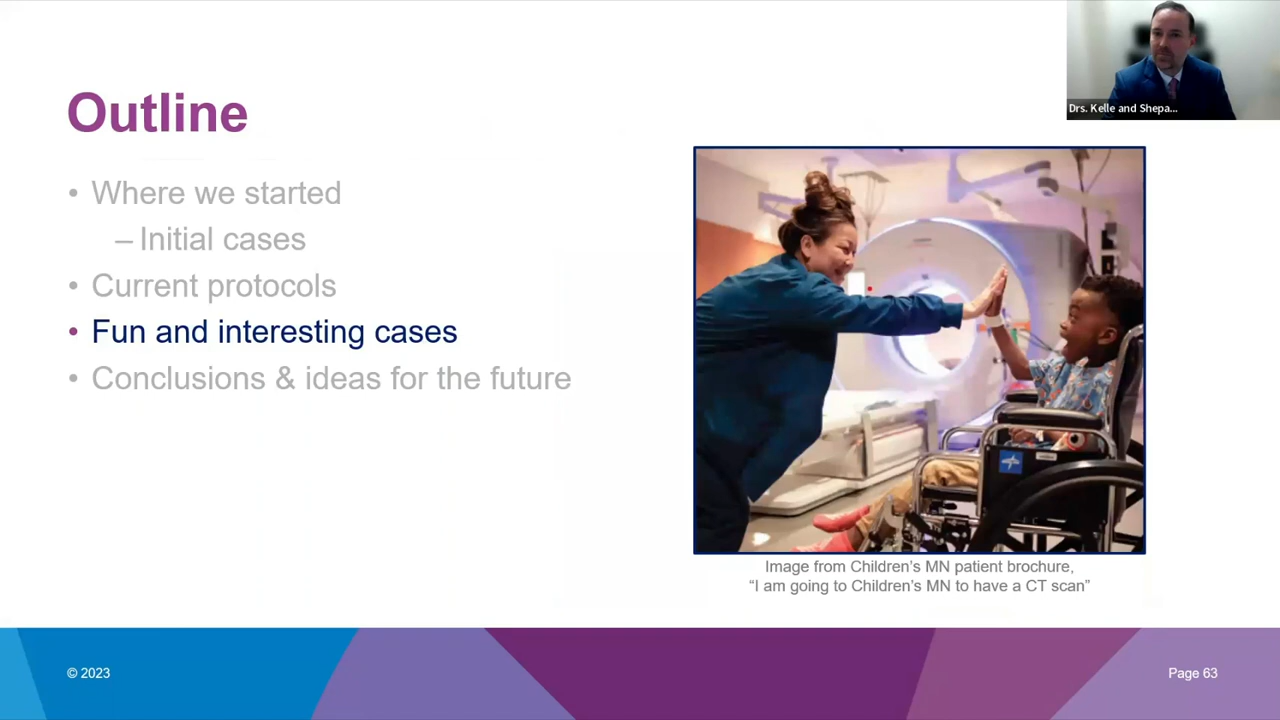 Drs. Kelle and Shepa...
Outline
• Where we started
– Initial cases
• Current protocols
• Fun and interesting cases
• Conclusions & ideas for the future
Image from Children’s MN patient brochure,
“I am going to Children’s MN to have a CT scan”
© 2023
Page 63